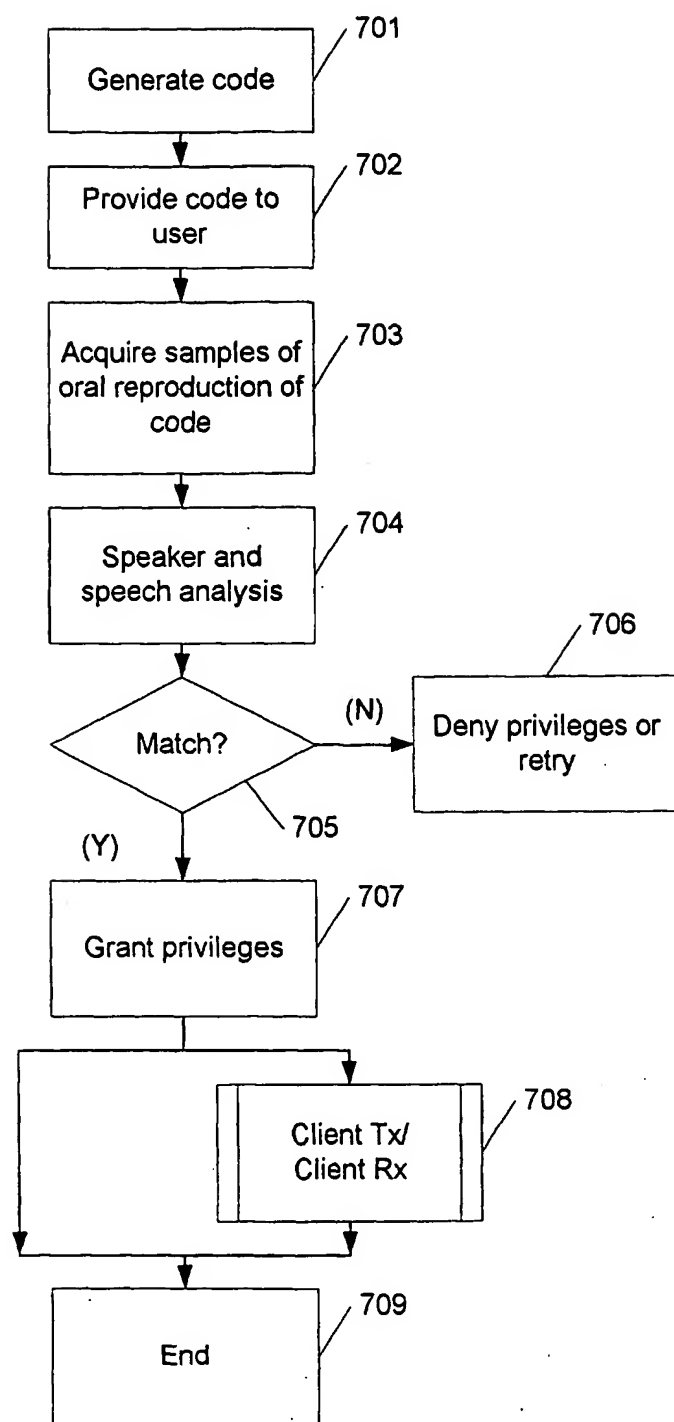 701
Generate code
702
Provide code to
user
703
Acquire samples of
oral reproduction of
code
704
Speaker and
speech analysis
706
(N)
Deny privileges or
retry
Match?
705
(Y)
707
Grant privileges
708
Client Tx/
Client Rx
709
End